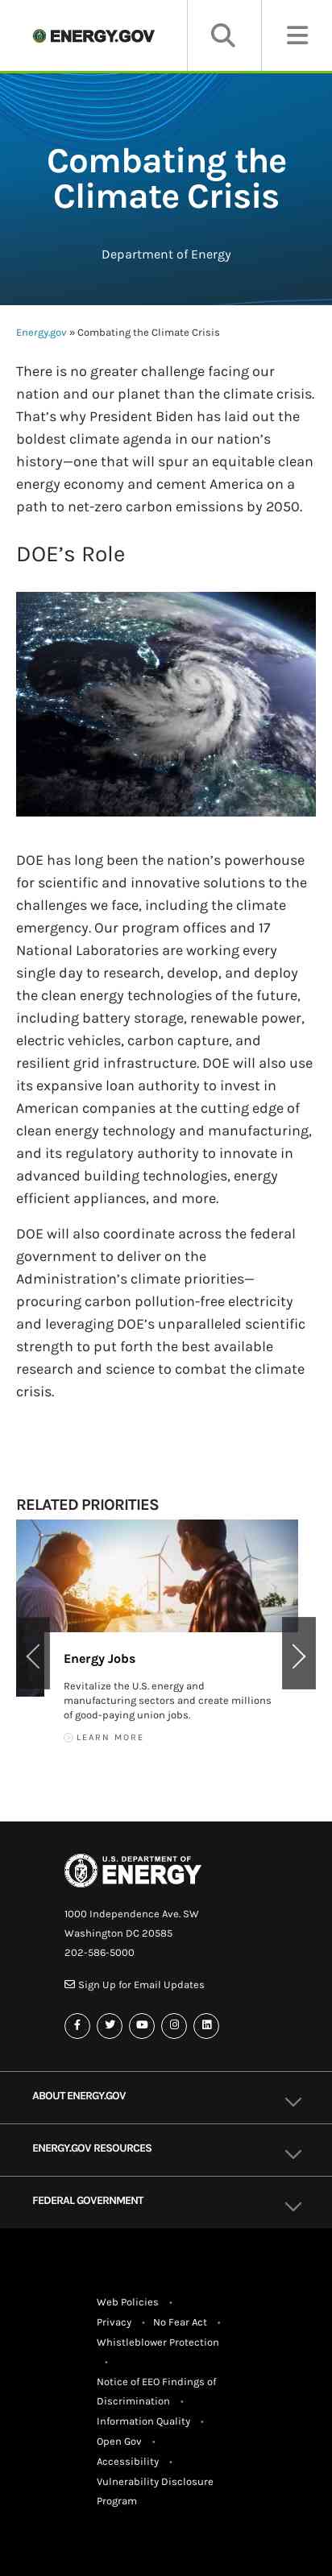 ENERGY.GOV
Combating the
Climate Crisis
Department of Energy
Energy.gov » Combating the Climate Crisis
There is no greater challenge facing our
nation and our planet than the climate crisis.
That’s why President Biden has laid out the
boldest climate agenda in our nation’s
history—one that will spur an equitable clean
energy economy and cement America on a
path to net-zero carbon emissions by 2050.
DOE’s Role
DOE has long been the nation’s powerhouse
for scientific and innovative solutions to the
challenges we face, including the climate
emergency. Our program offices and 17
National Laboratories are working every
single day to research, develop, and deploy
the clean energy technologies of the future,
including battery storage, renewable power,
electric vehicles, carbon capture, and
resilient grid infrastructure. DOE will also use
its expansive loan authority to invest in
American companies at the cutting edge of
clean energy technology and manufacturing,
and its regulatory authority to innovate in
advanced building technologies, energy
efficient appliances, and more.
DOE will also coordinate across the federal
government to deliver on the
Administration’s climate priorities—
procuring carbon pollution-free electricity
and leveraging DOE’s unparalleled scientific
strength to put forth the best available
research and science to combat the climate
crisis.
RELATED PRIORITIES
Energy Jobs
Revitalize the U.S. energy and
manufacturing sectors and create millions
of good-paying union jobs.
LEARN MORE
U.S. DEPARTMENT OF
ENERGY
1000 Independence Ave. SW
Washington DC 20585
202-586-5000
Sign Up for Email Updates
ABOUT ENERGY.GOV
ENERGY.GOV RESOURCES
FEDERAL GOVERNMENT
Web Policies •
Privacy • No Fear Act •
Whistleblower Protection
•
Notice of EEO Findings of
Discrimination •
Information Quality •
Open Gov •
Accessibility •
Vulnerability Disclosure
Program